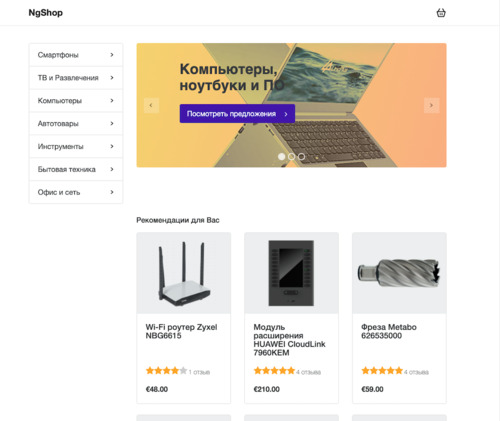 NgShop
Смартфоны
ТВ и Развлечения
Компьютеры
Автотовары
Инструменты
Бытовая техника
Офис и сеть
Компьютеры,
ноутбуки и ПО
Посмотреть предложения
Рекомендации для Вас
Wi-Fi роутер Zyxel
NBG6615
1 отзыв
€48.00
Модуль
расширения
HUAWEI CloudLink
7960KEM
4 отзыва
€210.00
Фреза Metabo
626535000
4 отзыва
€59.00